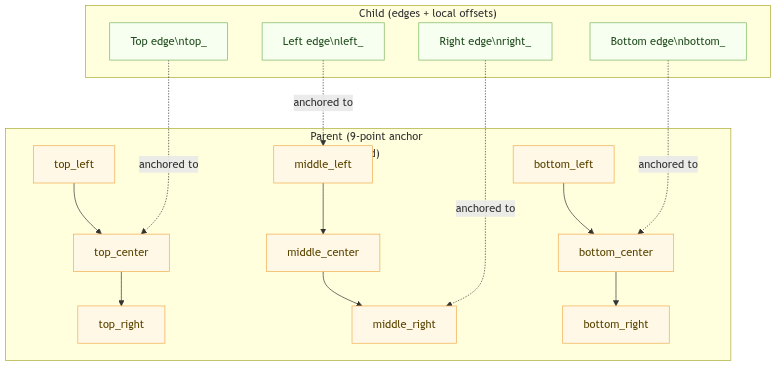 Child (edges + local offsets)
Top edge\ntop_
Left edge\nleft_
Right edge\nright_
Bottom edge\nbottom_
anchored to
Parent (9-point anchor
d)
top_left
anchored to
middle_left
bottom_left
anchored to
anchored to
top_center
middle_center
bottom_center
top_right
middle_right
bottom_right